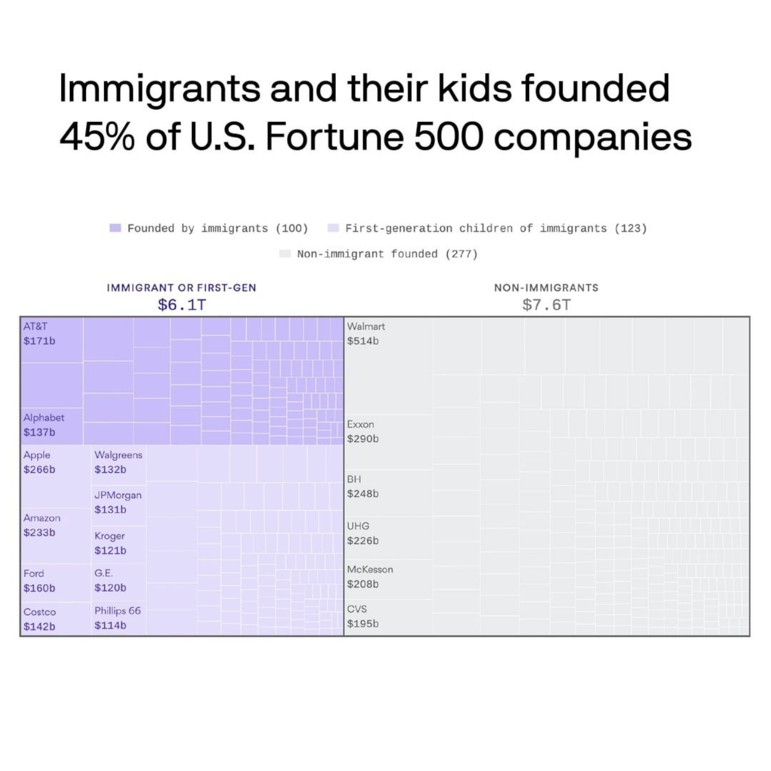 Immigrants and their kids founded
45% of U.S. Fortune 500 companies
Founded by immigrants (100)
First-generation children of immigrants (123)
Non-immigrant founded (277)
IMMIGRANT OR FIRST-GEN
$6.1T
NON-IMMIGRANTS
$7.6T
AT&T
$171b
Alphabet
$137b
Apple
$266b
Amazon
$233b
Ford
$160b
Costco
$142b
Walgreens
$132b
JPMorgan
$131b
Kroger
$121b
G.E.
$120b
Phillips 66
$114b
Walmart
$514b
Exxon
$290b
BH
$248b
UHG
$226b
McKesson
$208b
CVS
$195b